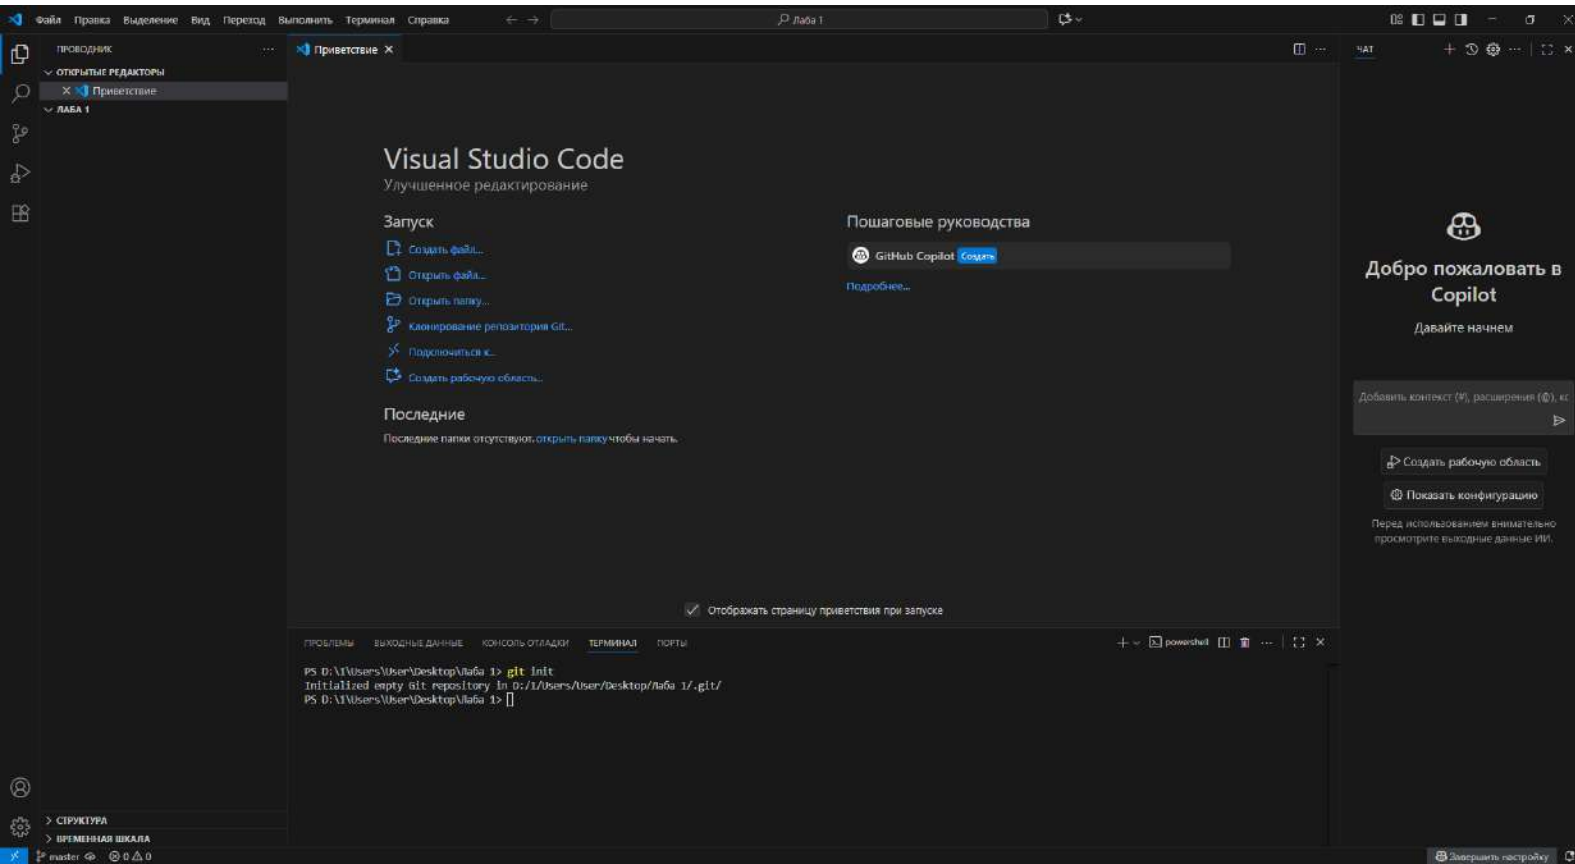 Файл Правка Выделение Вид Переход Выполнить Терминал Справка
Лаба 1
ПРОВОДНИК
ОТКРЫТЫЕ РЕДАКТОРЫ
Приветствие
ЛАБА 1
Приветствие
Visual Studio Code
Улучшенное редактирование
Запуск
Создать файл...
Открыть файл...
Открыть папку...
Клонирование репозитория Git...
Подключиться к...
Создать рабочую область...
Последние
Последние папки отсутствуют, открыть папку чтобы начать.
Пошаговые руководства
GitHub Copilot Создать
Подробнее...
Отображать страницу приветствия при запуске
ПРОБЛЕМЫ ВЫХОДНЫЕ ДАННЫЕ КОНСОЛЬ ОТЛАДКИ ТЕРМИНАЛ ПОРТЫ
powershell
PS D:\1\Users\User\Desktop\Лаба 1> git init
Initialized empty Git repository in D:/1/Users/User/Desktop/Лаба 1/.git/
PS D:\1\Users\User\Desktop\Лаба 1>
ЧАТ
Добро пожаловать в
Copilot
Давайте начнем
Добавить контекст (#), расширения (@), кс
Создать рабочую область
Показать конфигурацию
Перед использованием внимательно
просмотрите выходные данные ИИ.
СТРУКТУРА
ВРЕМЕННАЯ ШКАЛА
master 0 0
Завершить настройку